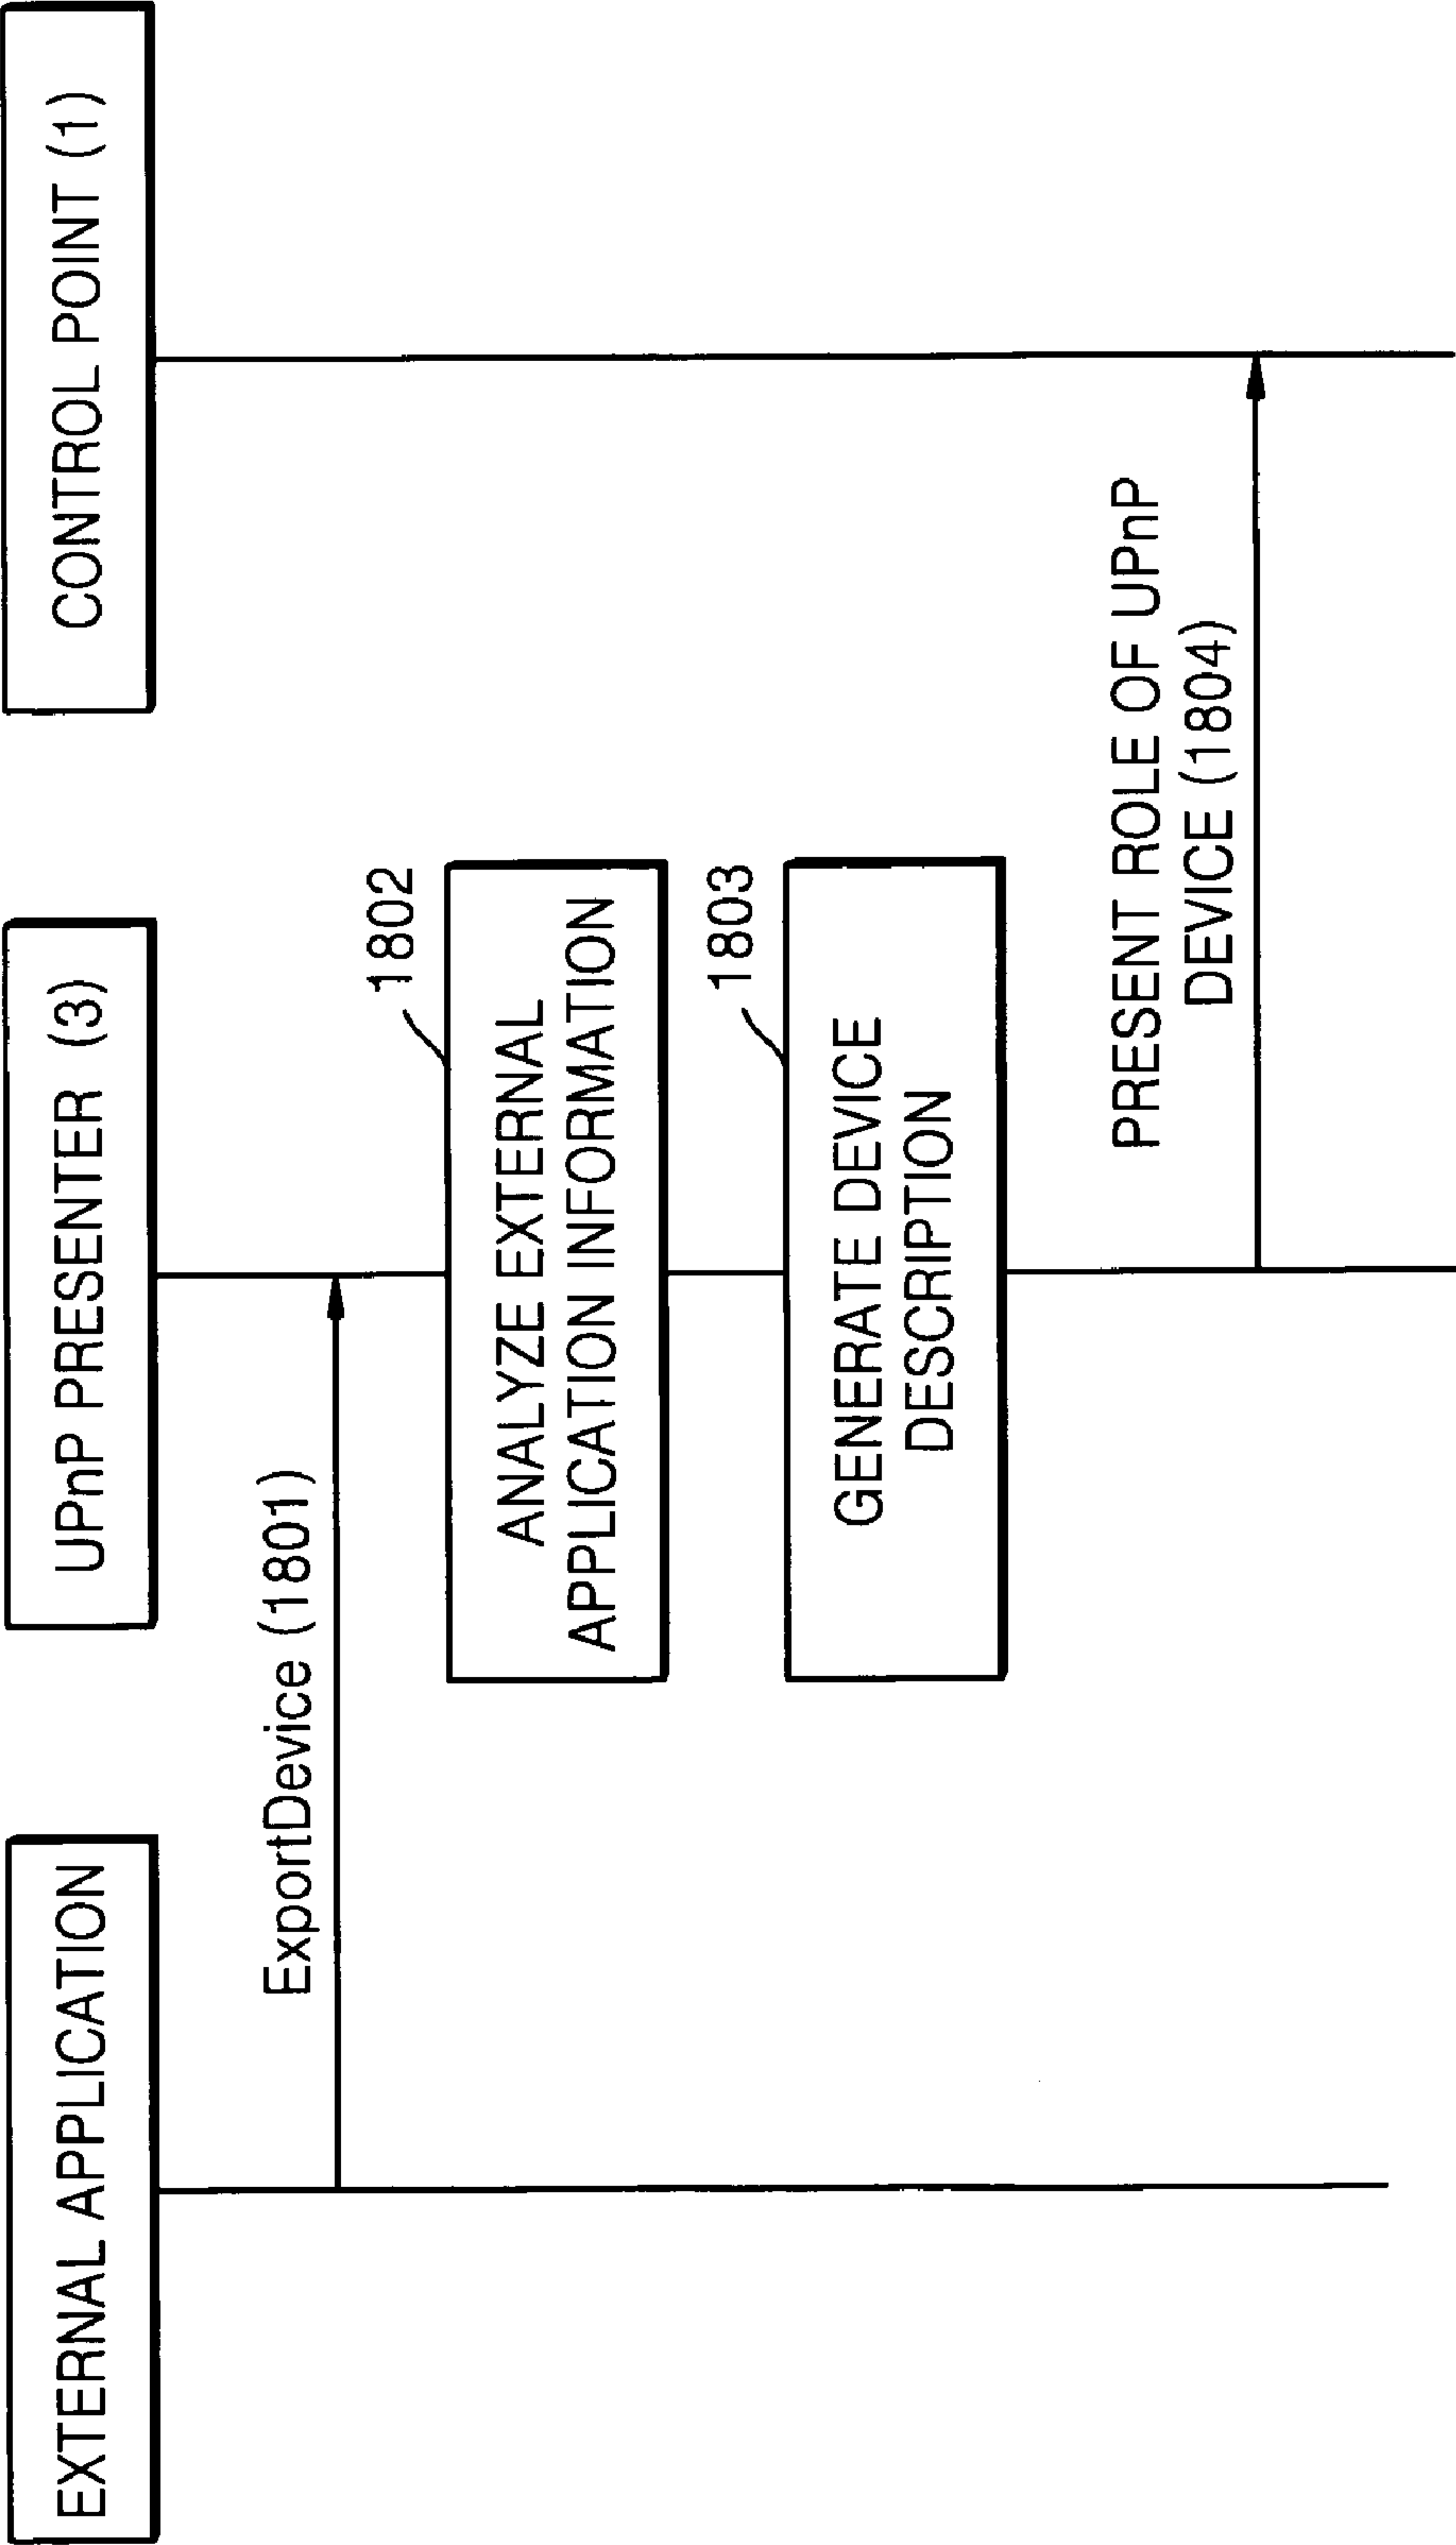 EXTERNAL APPLICATION
UPnP PRESENTER (3)
CONTROL POINT (1)
ExportDevice (1801)
1802
ANALYZE EXTERNAL
APPLICATION INFORMATION
1803
GENERATE DEVICE
DESCRIPTION
PRESENT ROLE OF UPnP
DEVICE (1804)